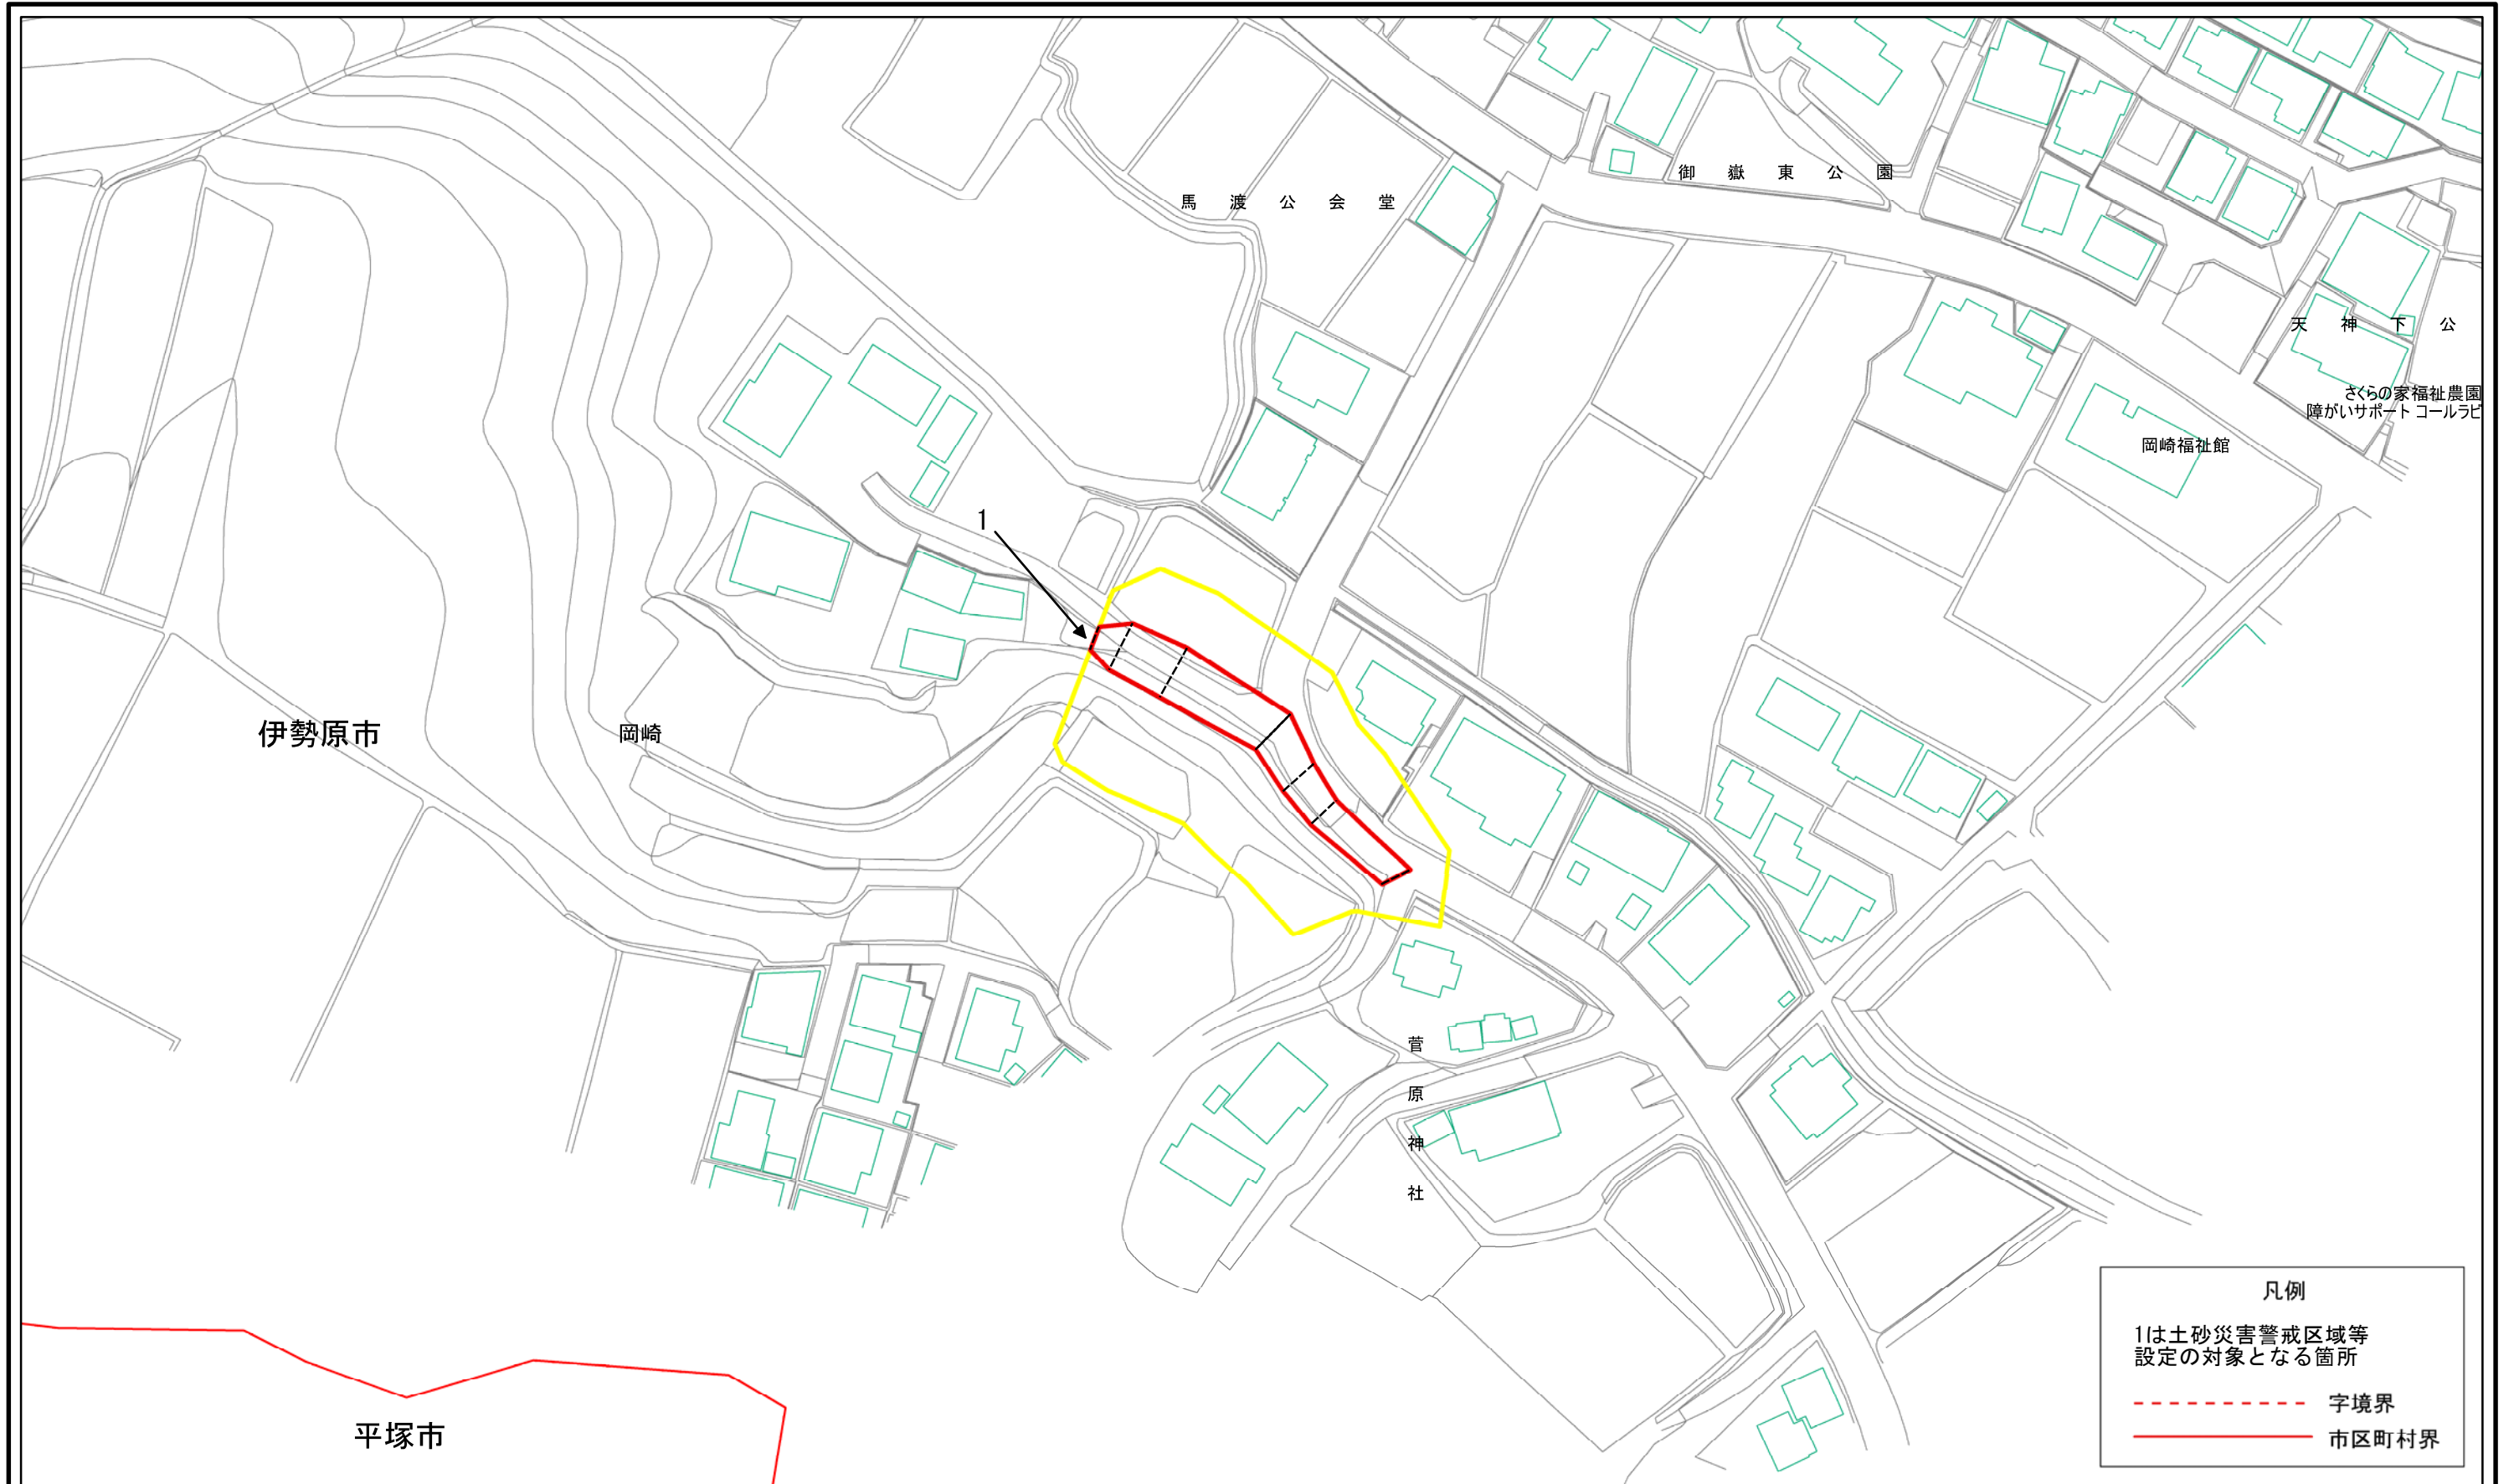 御嶽東公園
馬渡公会堂
天神下公
さくらの家福祉農園
障がいサポート コールラビ
岡崎福祉館
1
伊勢原市
岡崎
菅原神社
凡例
1は土砂災害警戒区域等
設定の対象となる箇所
字境界
市区町村界
平塚市